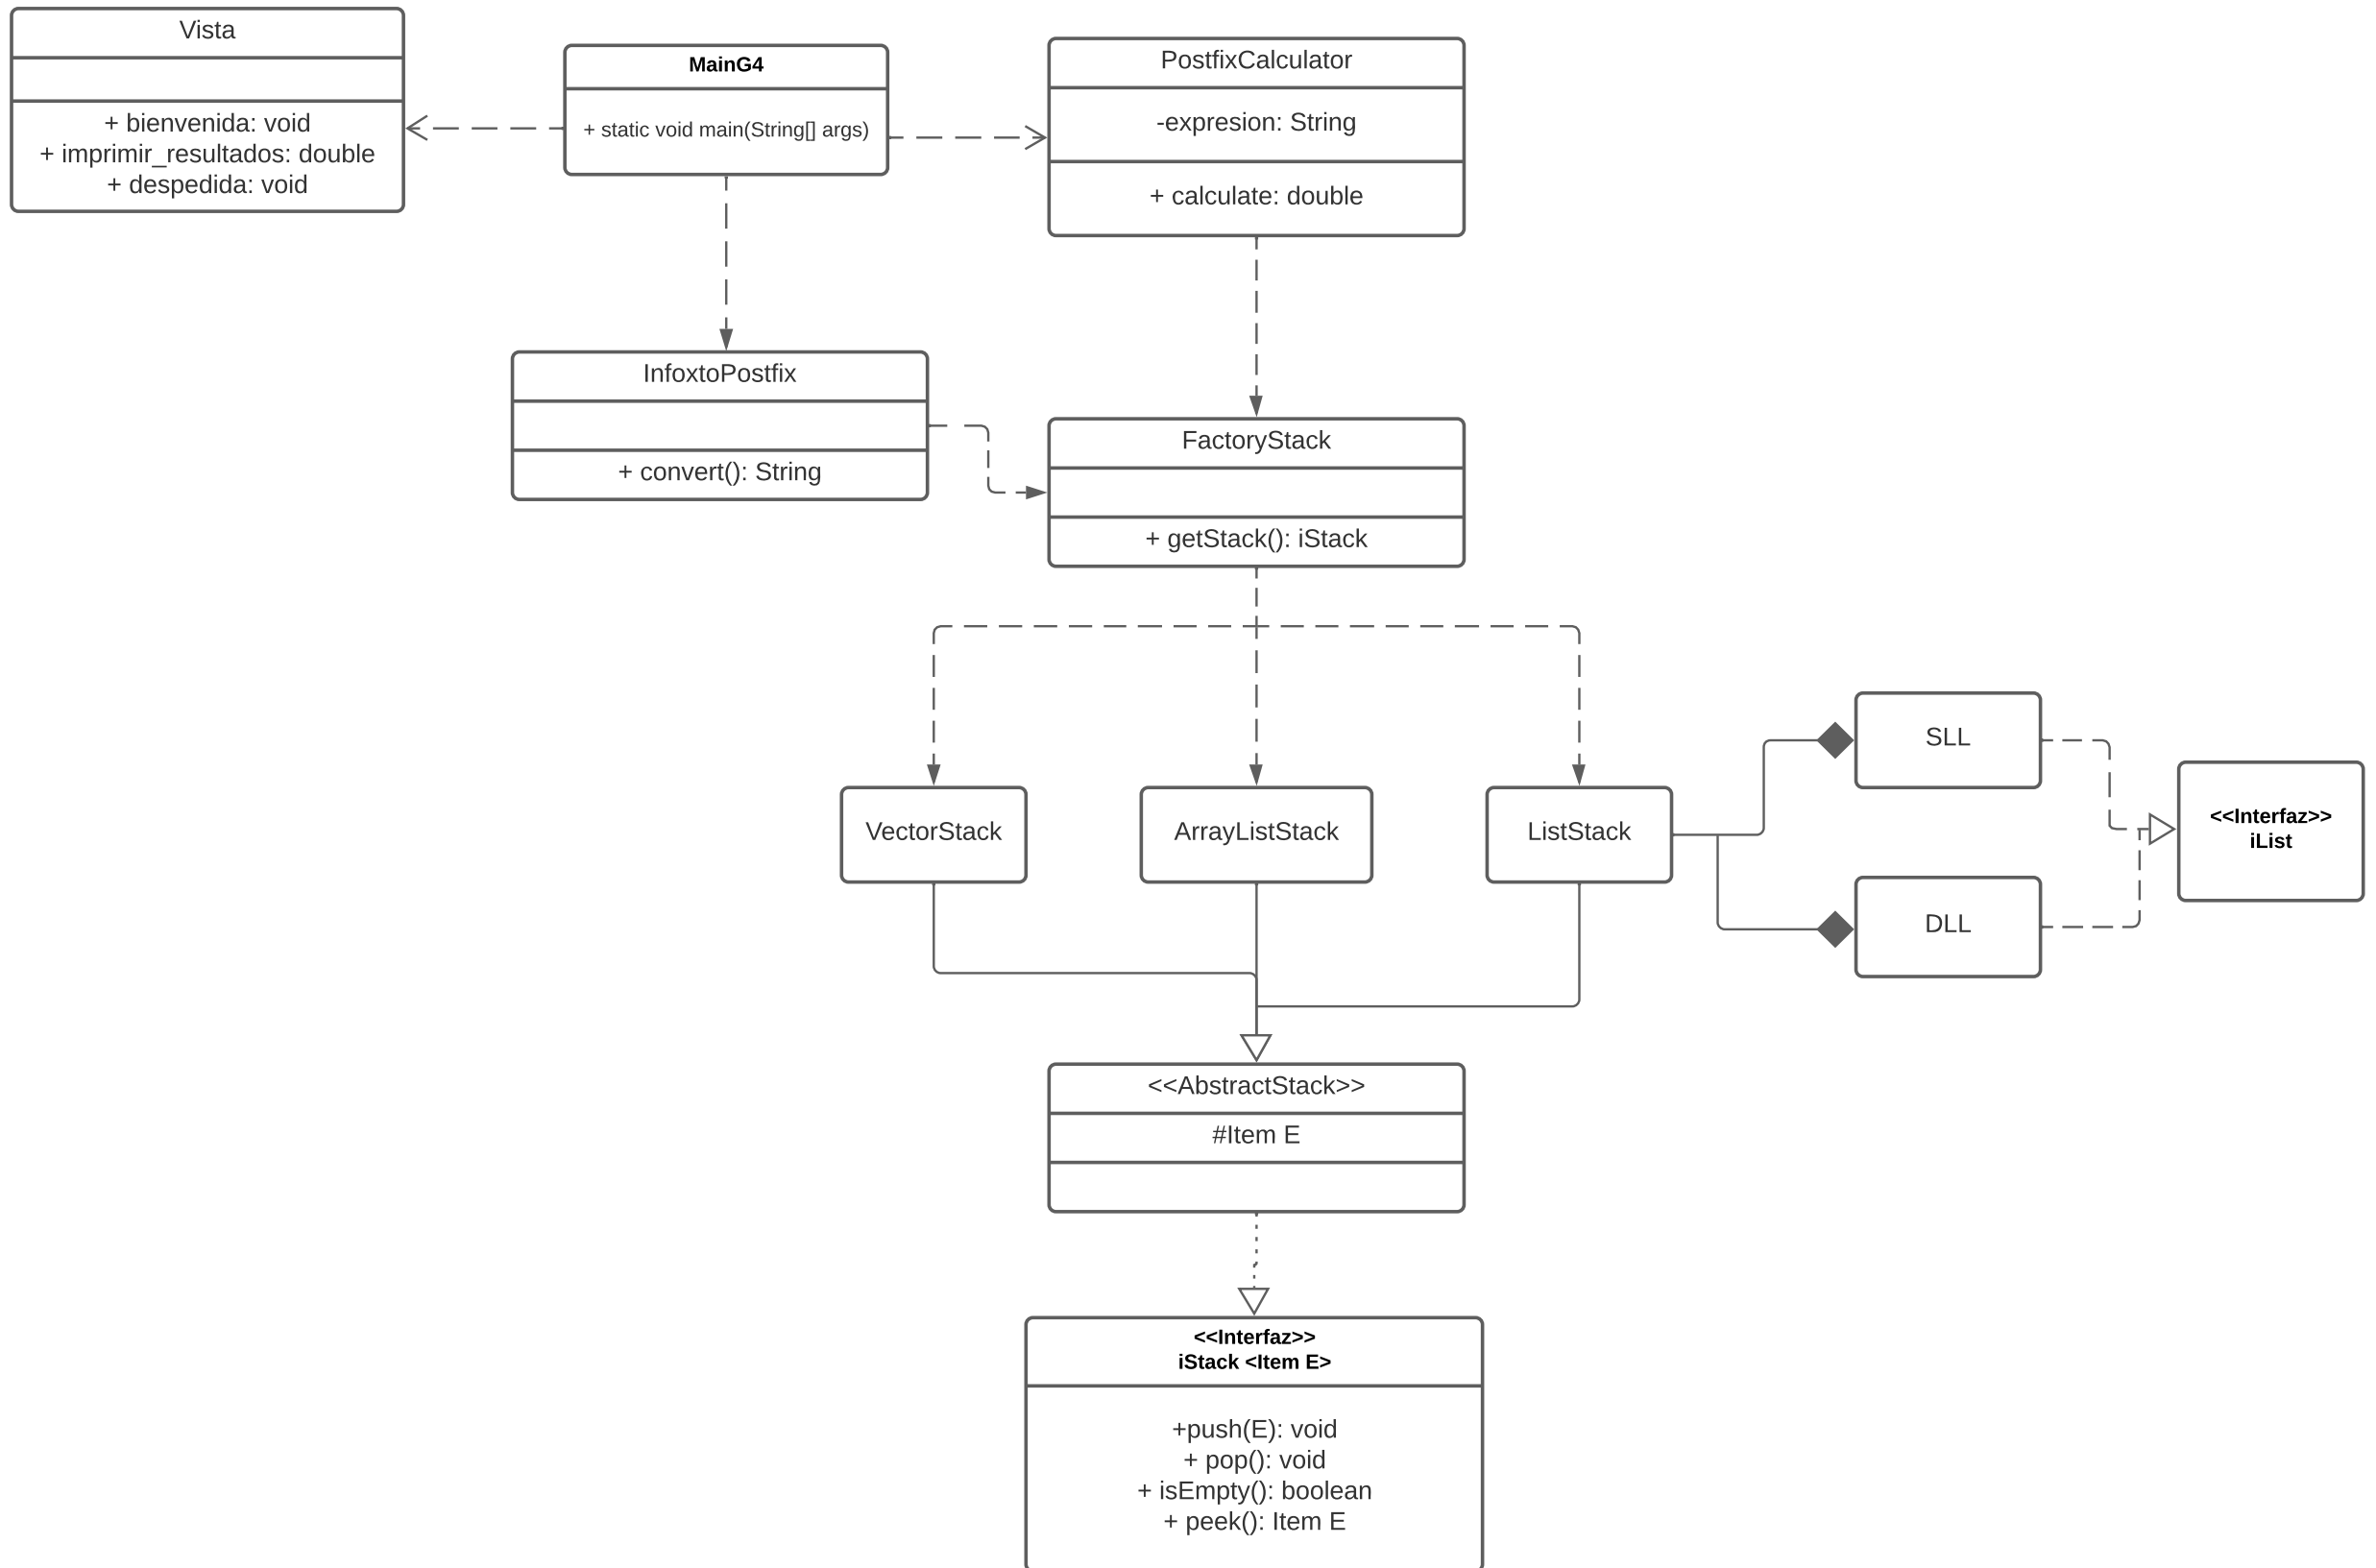 Vista
+ bienvenida: void
+ imprimir_resultados: double
+ despedida: void
MainG4
+ static void main(String[] args)
PostfixCalculator
-expresion: String
+ calculate: double
InfoxtoPostfix
+ convert(): String
FactoryStack
+ getStack(): iStack
VectorStack
ArrayListStack
ListStack
SLL
DLL
<<Interfaz>>
iList
<<AbstractStack>>
#Item E
<<Interfaz>>
iStack <Item E>
+push(E): void
+ pop(): void
+ isEmpty(): boolean
+ peek(): Item E